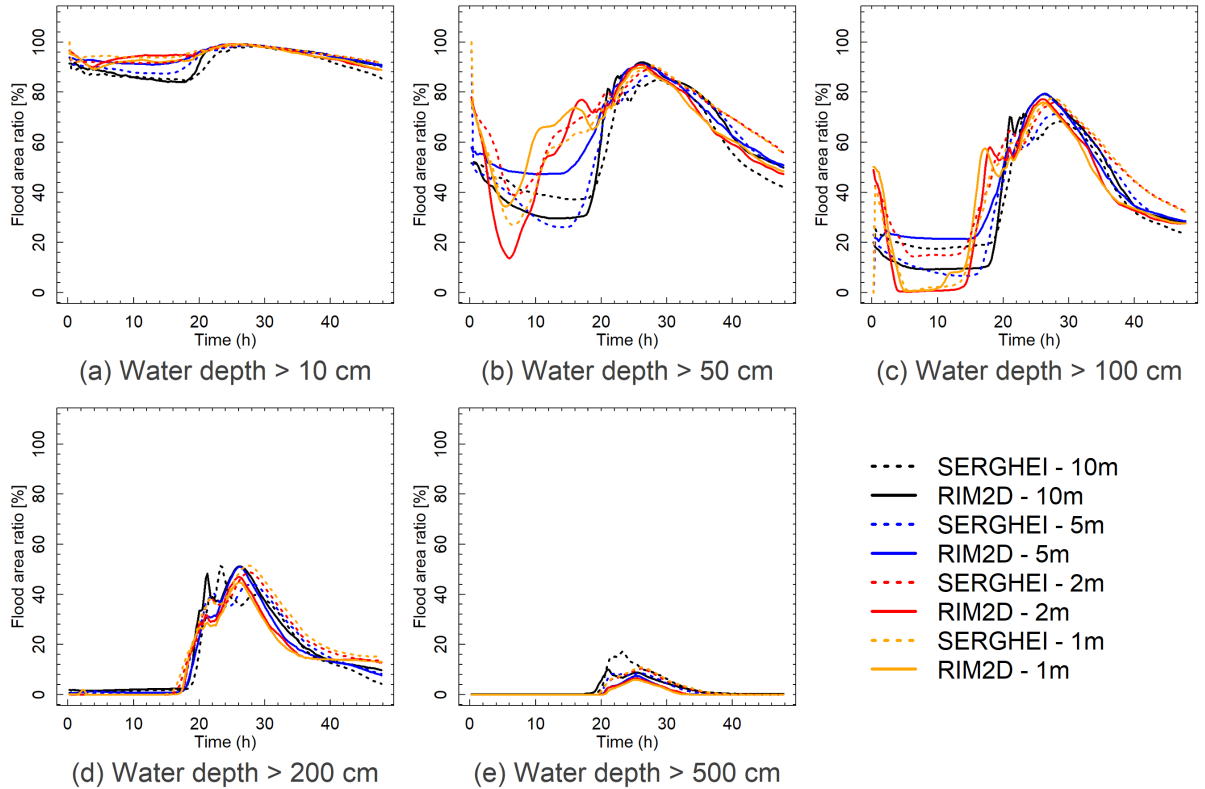 Flood area ratio [%]
100
80
60
40
20
0
0
10
20
30
40
Time (h)
(a) Water depth > 10 cm
Flood area ratio [%]
100
80
60
40
20
0
0
10
20
30
40
Time (h)
(b) Water depth > 50 cm
Flood area ratio [%]
100
80
60
40
20
0
0
10
20
30
40
Time (h)
(c) Water depth > 100 cm
Flood area ratio [%]
100
80
60
40
20
0
0
10
20
30
40
Time (h)
(d) Water depth > 200 cm
Flood area ratio [%]
100
80
60
40
20
0
0
10
20
30
40
Time (h)
(e) Water depth > 500 cm
SERGHEI - 10m
RIM2D - 10m
SERGHEI - 5m
RIM2D - 5m
SERGHEI - 2m
RIM2D - 2m
SERGHEI - 1m
RIM2D - 1m